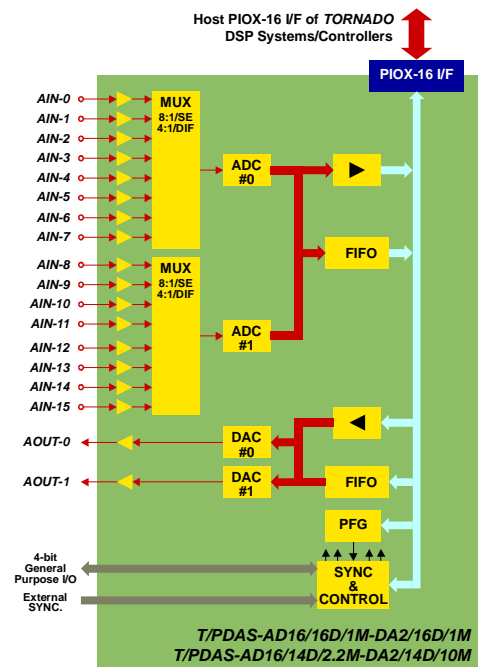 Host PIOX-16 I/F of TORNADO
DSP Systems/Controllers
PIOX-16 I/F
AIN-0
AIN-1
AIN-2
AIN-3
AIN-4
AIN-5
AIN-6
AIN-7
MUX
8:1/SE
4:1/DIF
ADC
#0
FIFO
AIN-8
AIN-9
AIN-10
AIN-11
AIN-12
AIN-13
AIN-14
AIN-15
MUX
8:1/SE
4:1/DIF
ADC
#1
AOUT-0
AOUT-1
DAC
#0
DAC
#1
FIFO
PFG
4-bit
General
Purpose I/O
External
SYNC.
SYNC
&
CONTROL
T/PDAS-AD16/16D/1M-DA2/16D/1M
T/PDAS-AD16/14D/2.2M-DA2/14D/10M